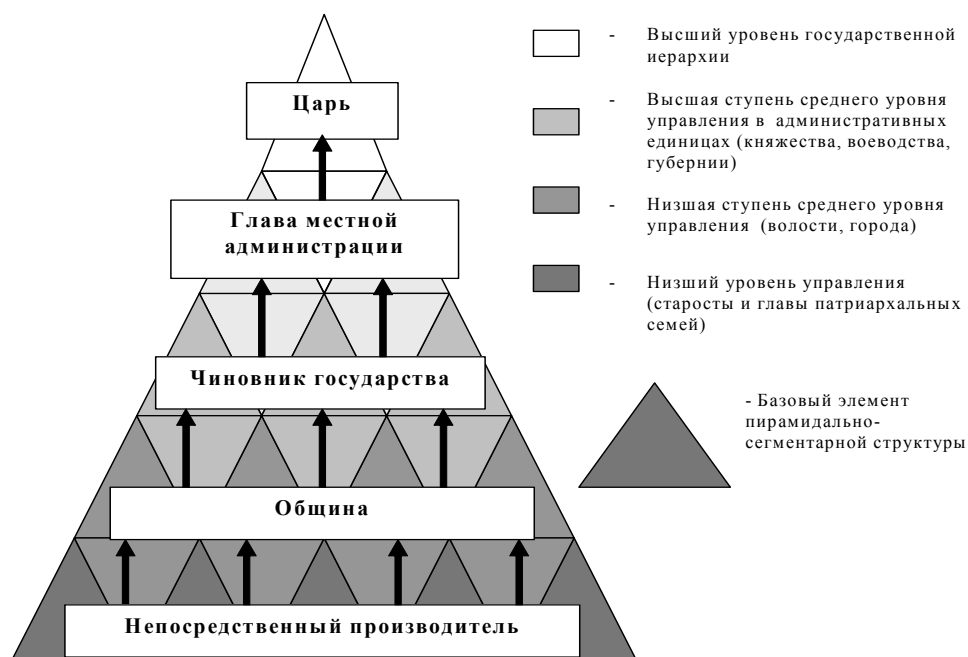 Царь
Глава местной
администрации
Чиновник государства
Община
Непосредственный производитель
- Высший уровень государственной
иерархии
- Высшая ступень среднего уровня
управления в административных
единицах (княжества, воеводства,
губернии)
- Низшая ступень среднего уровня
управления (волости, города)
- Низший уровень управления
(старосты и главы патриархальных
семей)
- Базовый элемент
пирамидально-
сегментарной структуры